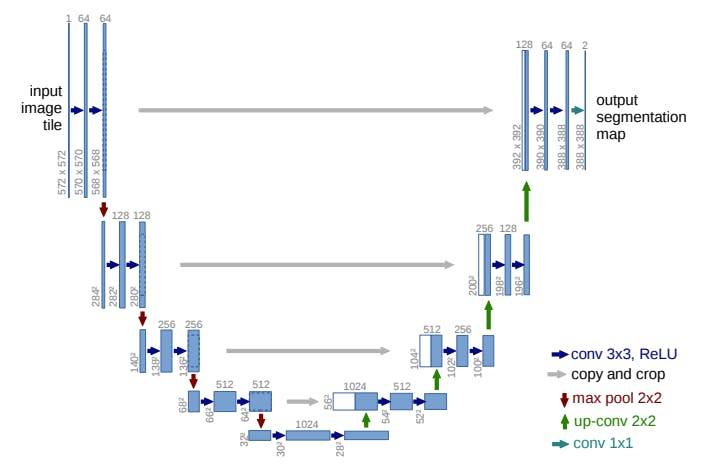 1 64 64
128 64 64 2
input
image
tile
output
segmentation
map
572 x 572
570 x 570
568 x 568
392 x 392
390 x 390
388 x 388
388 x 388
128 128
256 128
284²
282²
280²
200²
198²
196²
256 256
512 256
140²
138²
136²
104²
102²
100²
512 512
1024 512
68²
66²
64²
56²
54²
52²
1024
32²
30²
28²
conv 3x3, ReLU
copy and crop
max pool 2x2
up-conv 2x2
conv 1x1